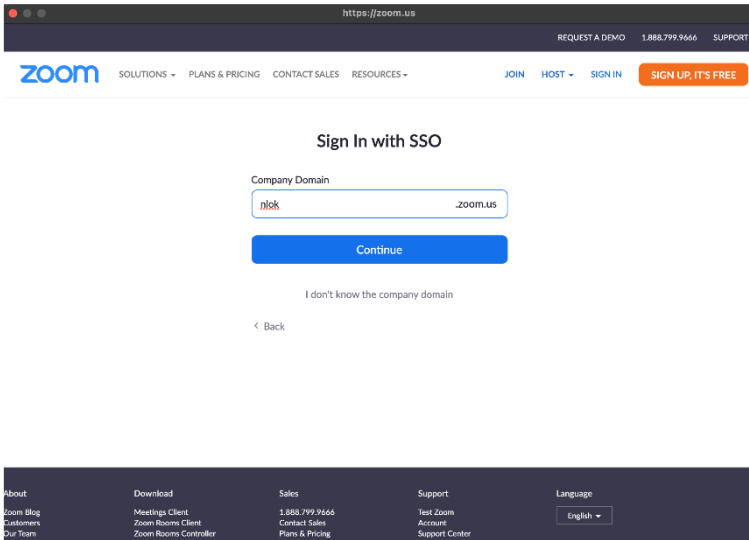 https://zoom.us
REQUEST A DEMO 1.888.799.9666 SUPPORT
zoom SOLUTIONS PLANS & PRICING CONTACT SALES RESOURCES JOIN HOST SIGN IN SIGN UP, IT'S FREE
Sign In with SSO
Company Domain
nlok .zoom.us
Continue
I don't know the company domain
Back
About Download Sales Support Language
Zoom Blog Meetings Client 1.888.799.9666 Test Zoom English
Customers Zoom Rooms Client Contact Sales Account
Our Team Zoom Rooms Controller Plans & Pricing Support Center